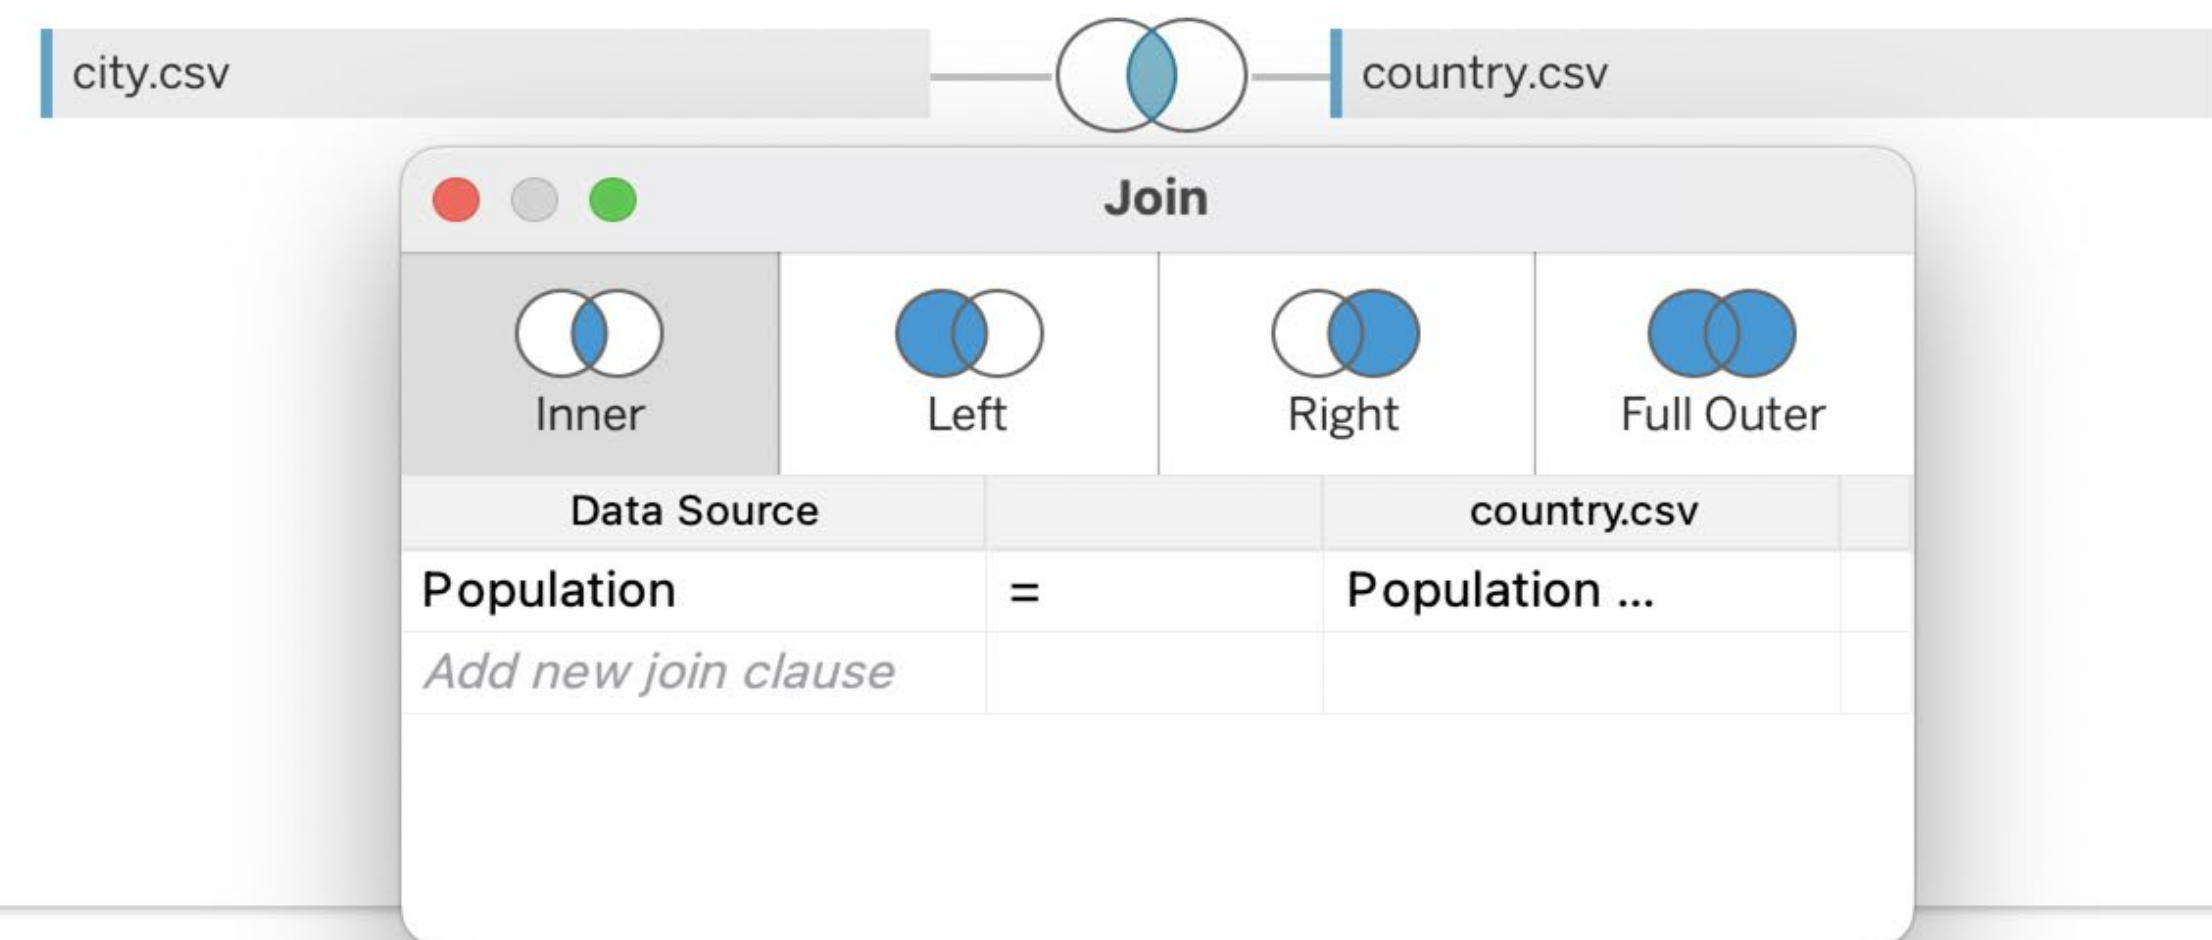 city.csv
country.csv
Join
Inner
Left
Right
Full Outer
Data Source
country.csv
Population
=
Population ...
Add new join clause